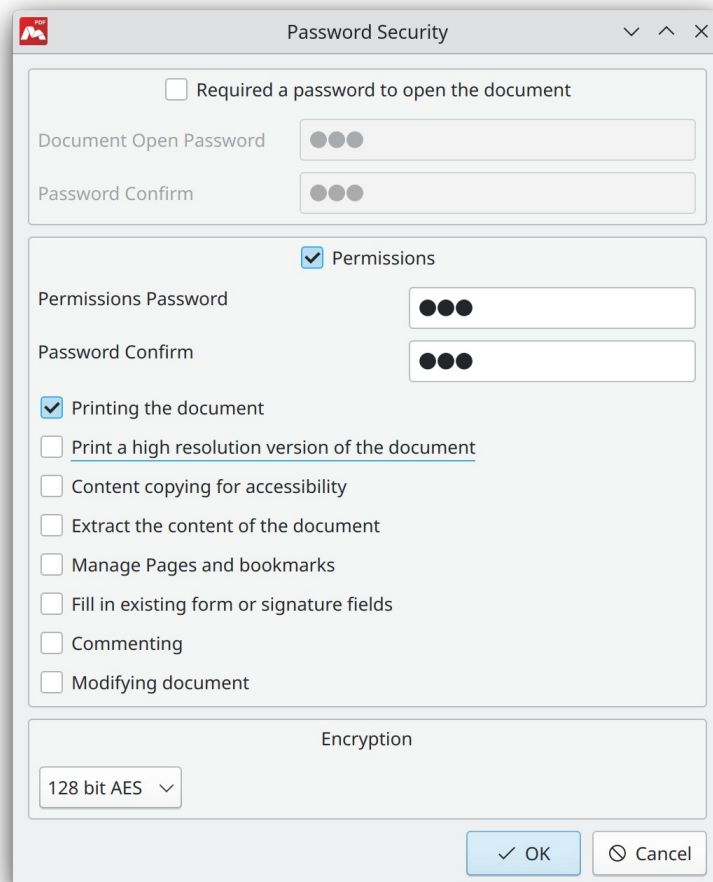 PDF
Password Security
Required a password to open the document
Document Open Password ●●●
Password Confirm ●●●
Permissions
Permissions Password ●●●
Password Confirm ●●●
Printing the document
Print a high resolution version of the document
Content copying for accessibility
Extract the content of the document
Manage Pages and bookmarks
Fill in existing form or signature fields
Commenting
Modifying document
Encryption
128 bit AES
OK Cancel